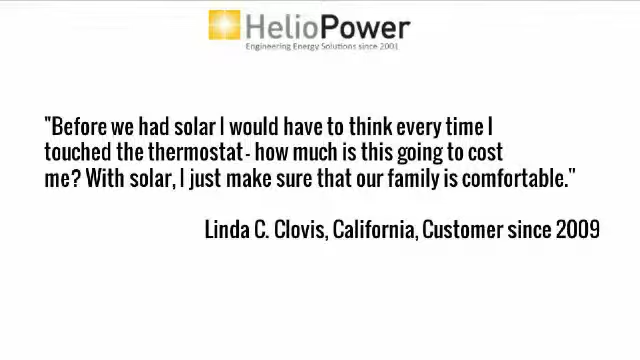 HelioPower
Engineering Energy Solutions since 2001
"Before we had solar I would have to think every time I
touched the thermostat - how much is this going to cost
me? With solar, I just make sure that our family is comfortable."
Linda C. Clovis, California, Customer since 2009